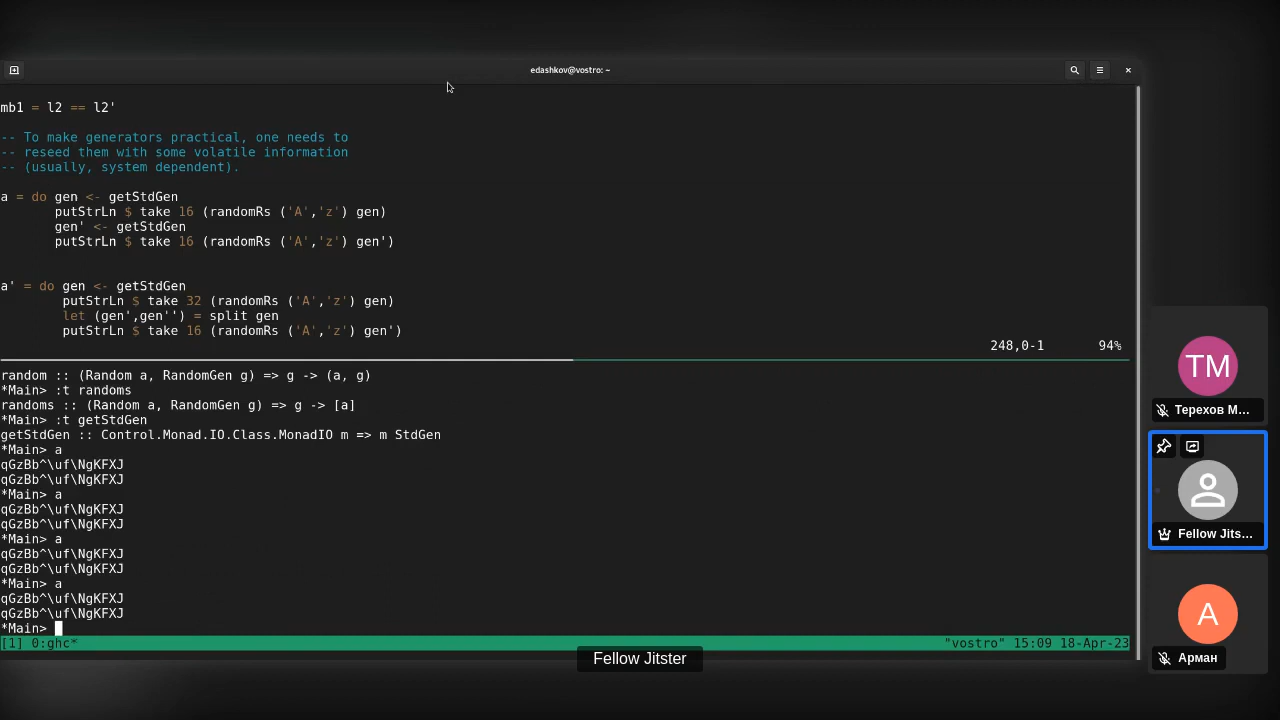 edashkov@vostro: ~
mb1 = l2 == l2'
-- To make generators practical, one needs to
-- reseed them with some volatile information
-- (usually, system dependent).
a = do gen <- getStdGen
putStrLn $ take 16 (randomRs ('A','z') gen)
gen' <- getStdGen
putStrLn $ take 16 (randomRs ('A','z') gen')
a' = do gen <- getStdGen
putStrLn $ take 32 (randomRs ('A','z') gen)
let (gen',gen'') = split gen
putStrLn $ take 16 (randomRs ('A','z') gen')
248,0-1 94%
random :: (Random a, RandomGen g) => g -> (a, g)
*Main> :t randoms
randoms :: (Random a, RandomGen g) => g -> [a]
*Main> :t getStdGen
getStdGen :: Control.Monad.IO.Class.MonadIO m => m StdGen
*Main> a
qGzBb^\uf\NgKFXJ
qGzBb^\uf\NgKFXJ
*Main> a
qGzBb^\uf\NgKFXJ
qGzBb^\uf\NgKFXJ
*Main> a
qGzBb^\uf\NgKFXJ
qGzBb^\uf\NgKFXJ
*Main> a
qGzBb^\uf\NgKFXJ
qGzBb^\uf\NgKFXJ
*Main>
[1] 0:ghc* "vostro" 15:09 18-Apr-23
Fellow Jitster
TM
Терехов М...
Fellow Jits...
A
Арман